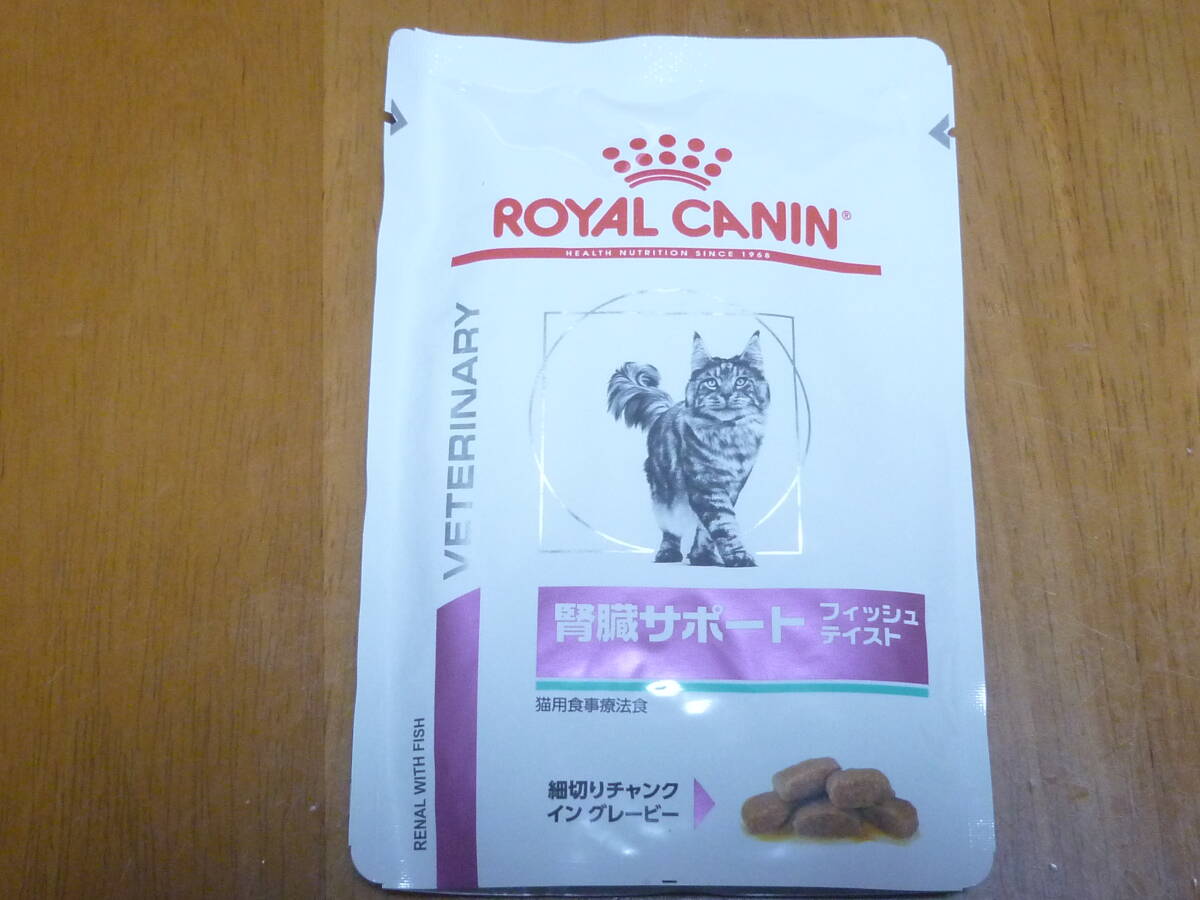 ROYAL CANIN®
HEALTH NUTRITION SINCE 1968
VETERINARY
腎臓サポート フィッシュ
テイスト
猫用食事療法食
RENAL WITH FISH
細切りチャンク
イン グレービー